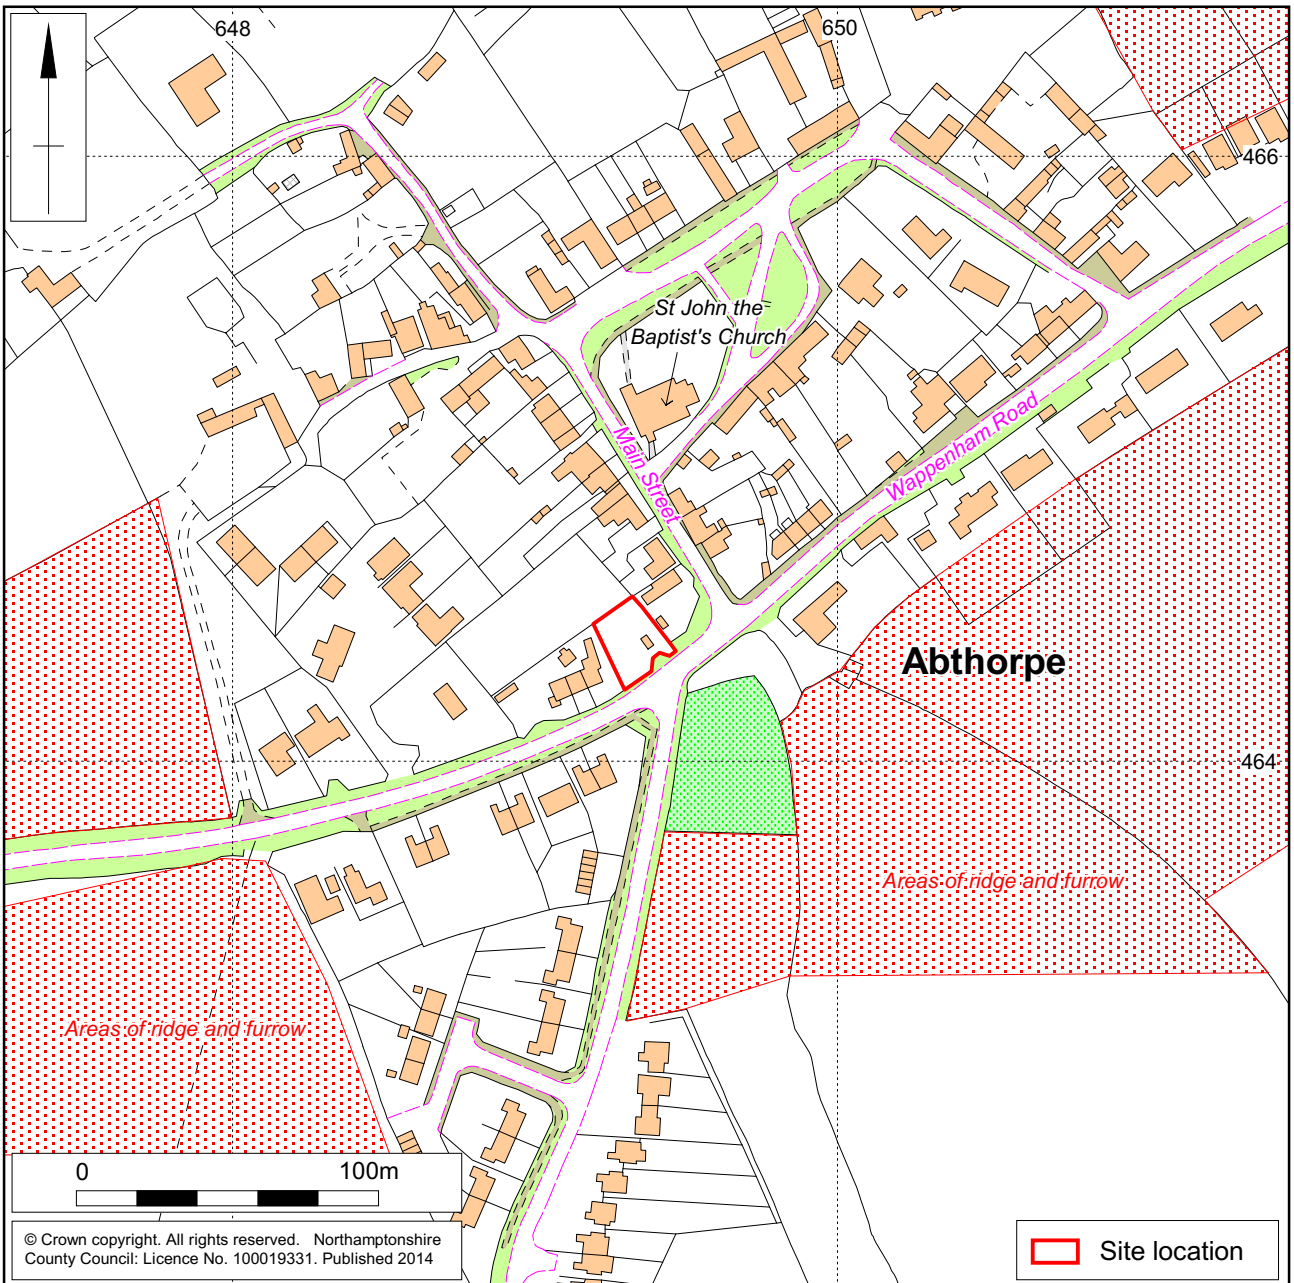 648
650
466
St John the
Baptist's Church
Main Street
Wappenham Road
Abthorpe
464
Areas of ridge and furrow
Areas of ridge and furrow
0 100m
© Crown copyright. All rights reserved. Northamptonshire
County Council: Licence No. 100019331. Published 2014
Site location